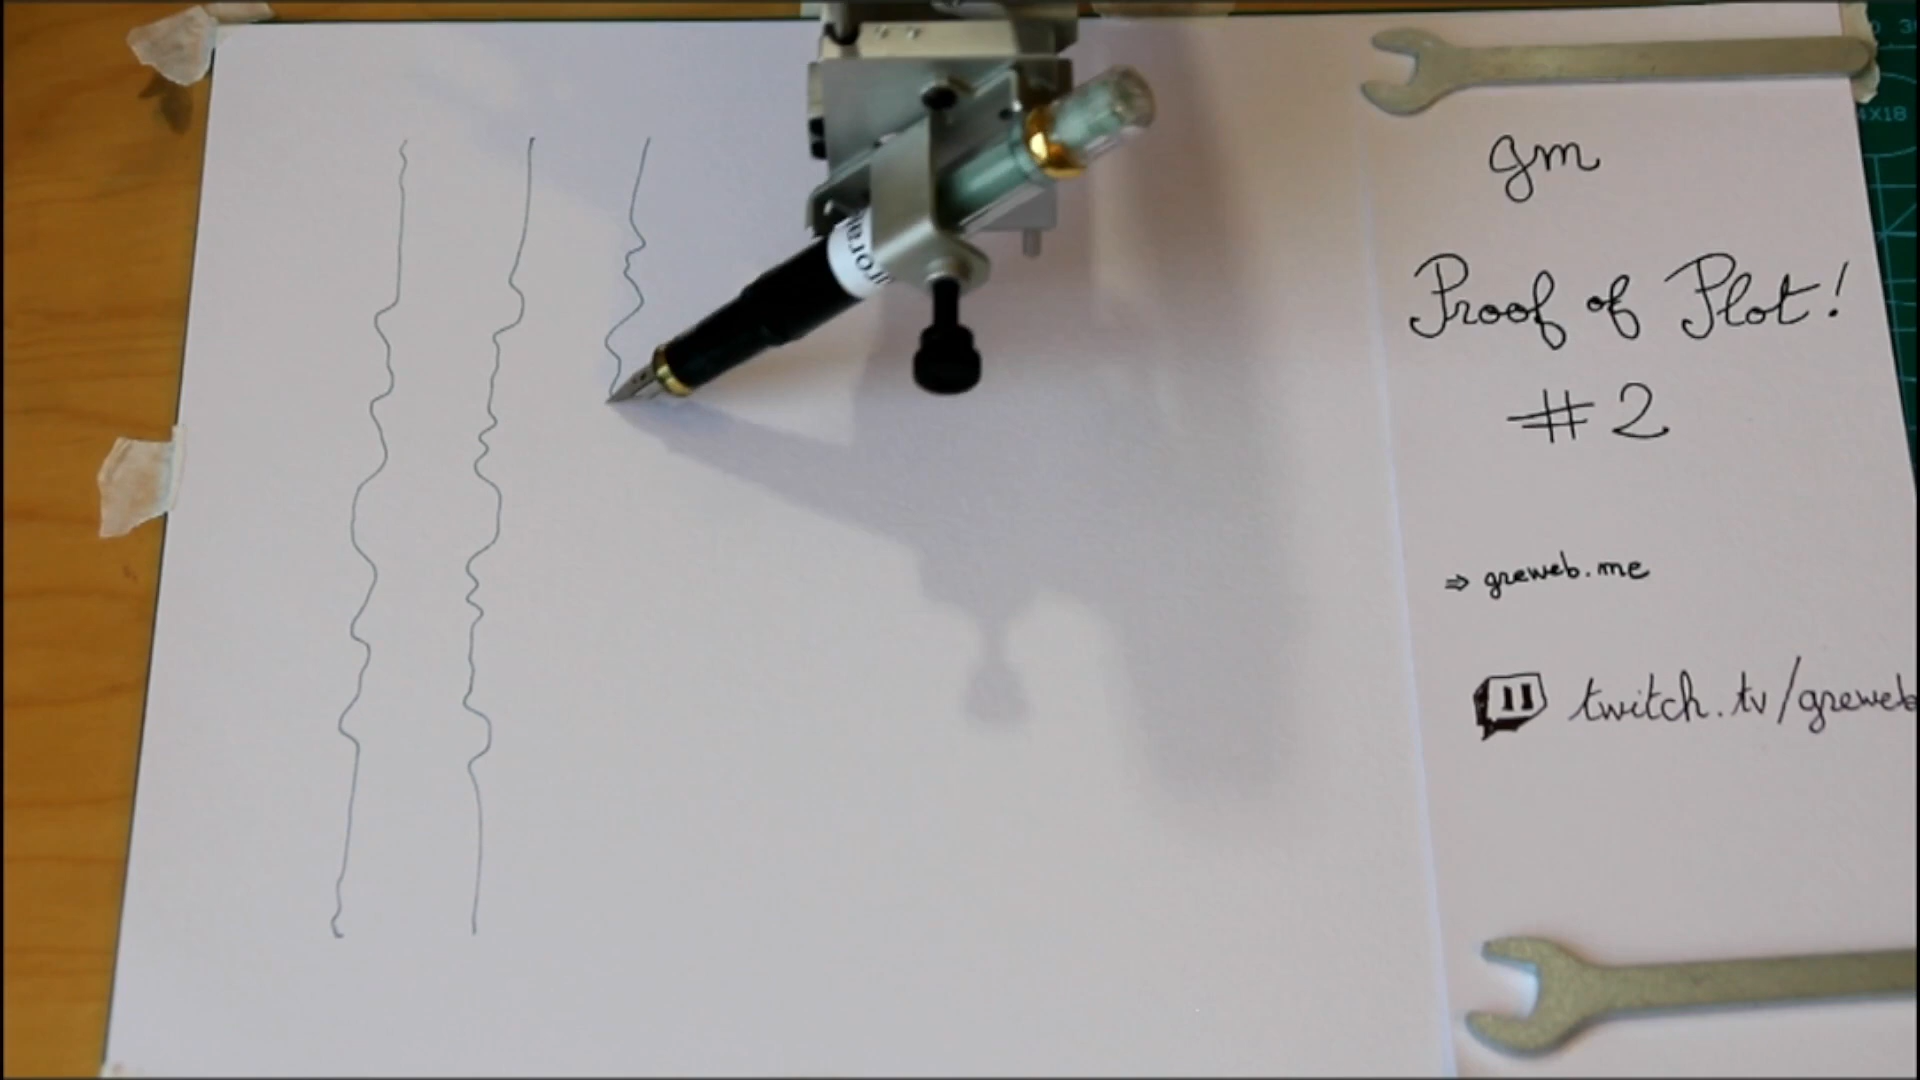 gm
Proof of Plot!
#2
⇒ greweb.me
twitch.tv/greweb